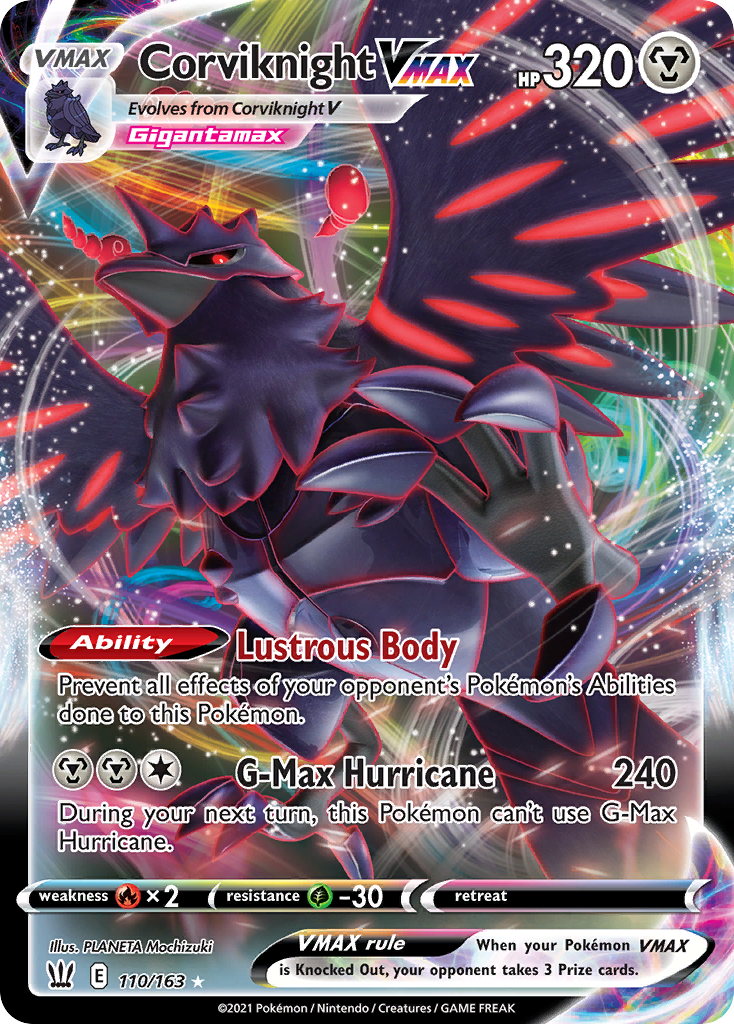 VMAX Corviknight VMAX HP 320
Evolves from Corviknight V
Gigantamax
Ability Lustrous Body
Prevent all effects of your opponent's Pokémon's Abilities
done to this Pokémon.
G-Max Hurricane 240
During your next turn, this Pokémon can't use G-Max
Hurricane.
weakness ×2 resistance -30 retreat
Illus. PLANETA Mochizuki
VMAX rule When your Pokémon VMAX
is Knocked Out, your opponent takes 3 Prize cards.
E 110/163
©2021 Pokémon / Nintendo / Creatures / GAME FREAK